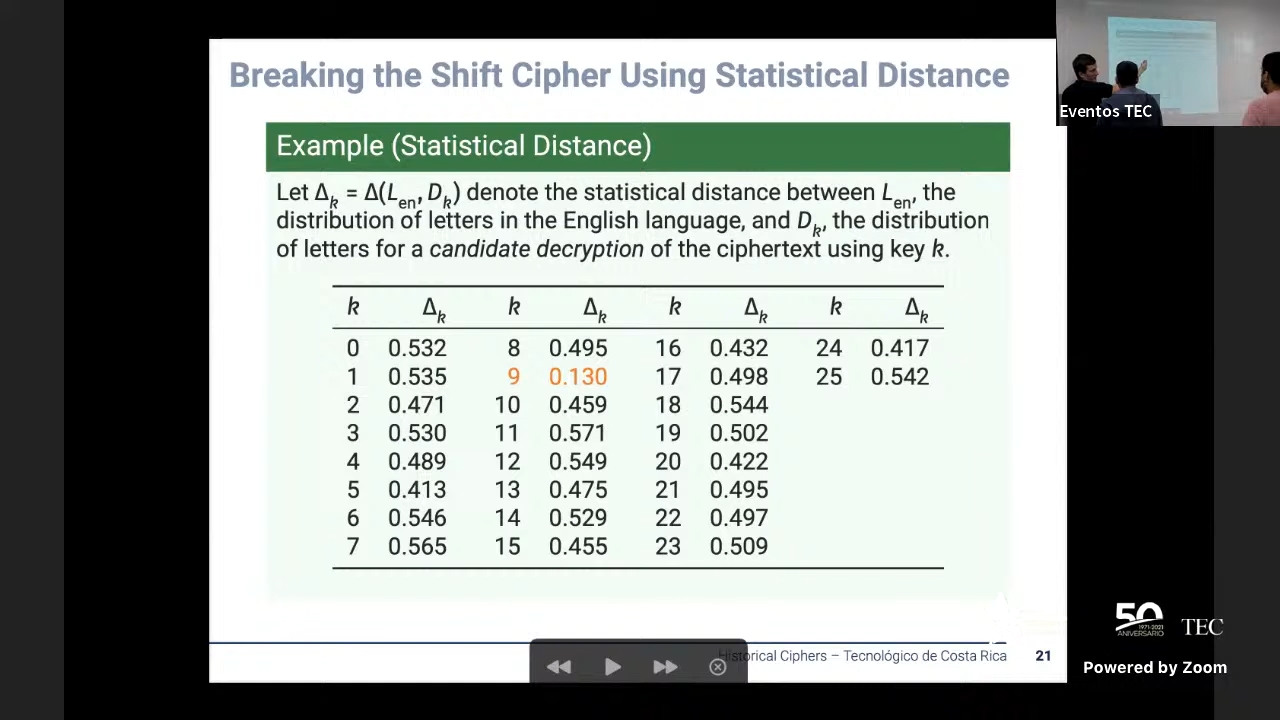 Breaking the Shift Cipher Using Statistical Distance
Example (Statistical Distance)
Let Δk = Δ(Len, Dk) denote the statistical distance between Len, the
distribution of letters in the English language, and Dk, the distribution
of letters for a candidate decryption of the ciphertext using key k.
k Δk k Δk k Δk k Δk
0 0.532 8 0.495 16 0.432 24 0.417
1 0.535 9 0.130 17 0.498 25 0.542
2 0.471 10 0.459 18 0.544
3 0.530 11 0.571 19 0.502
4 0.489 12 0.549 20 0.422
5 0.413 13 0.475 21 0.495
6 0.546 14 0.529 22 0.497
7 0.565 15 0.455 23 0.509
Historical Ciphers – Tecnológico de Costa Rica 21
Eventos TEC
50
1971-2021
ANIVERSARIO
TEC
Powered by Zoom